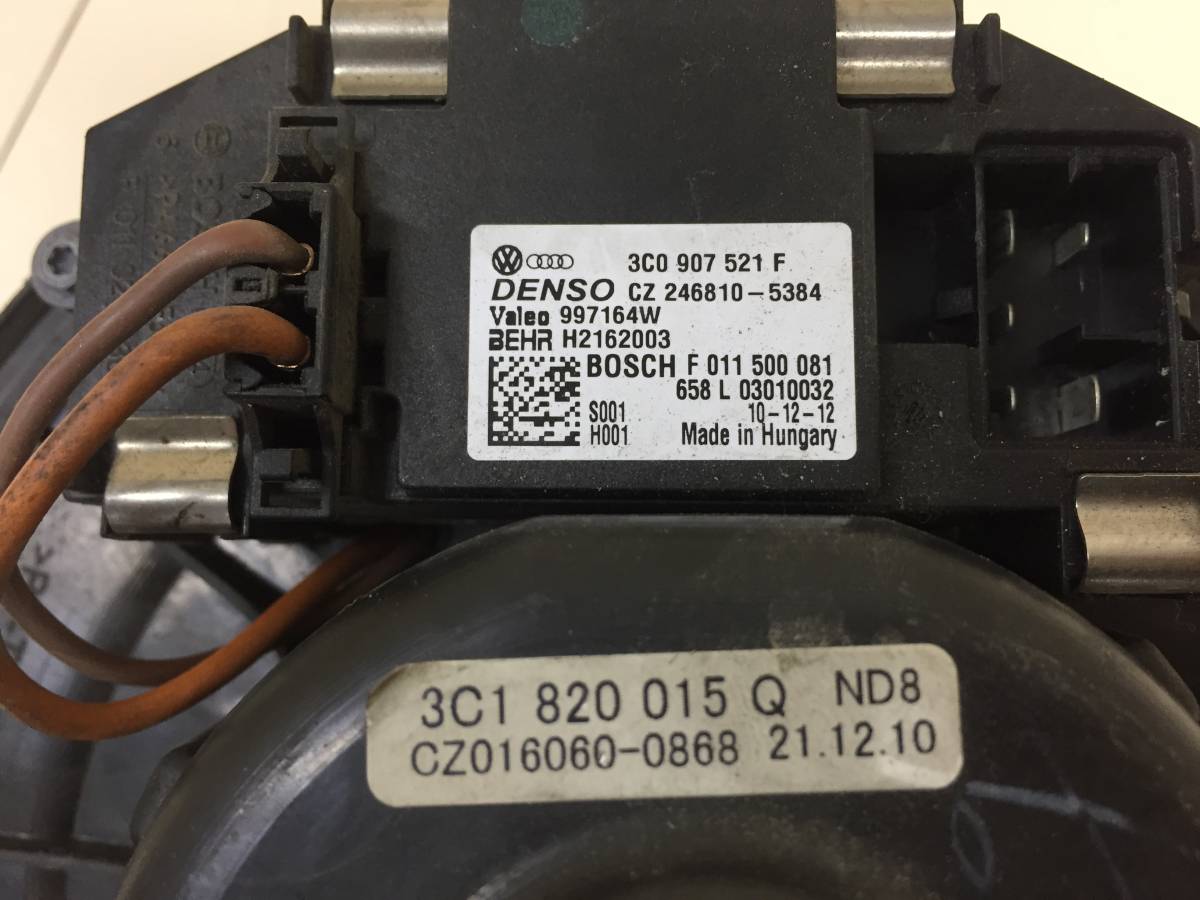 3C0 907 521 F
DENSO CZ 246810-5384
Valeo 997164W
BEHR H2162003
BOSCH F 011 500 081
658 L 03010032
S001 10-12-12
H001 Made in Hungary
3C1 820 015 Q ND8
CZ016060-0868 21.12.10